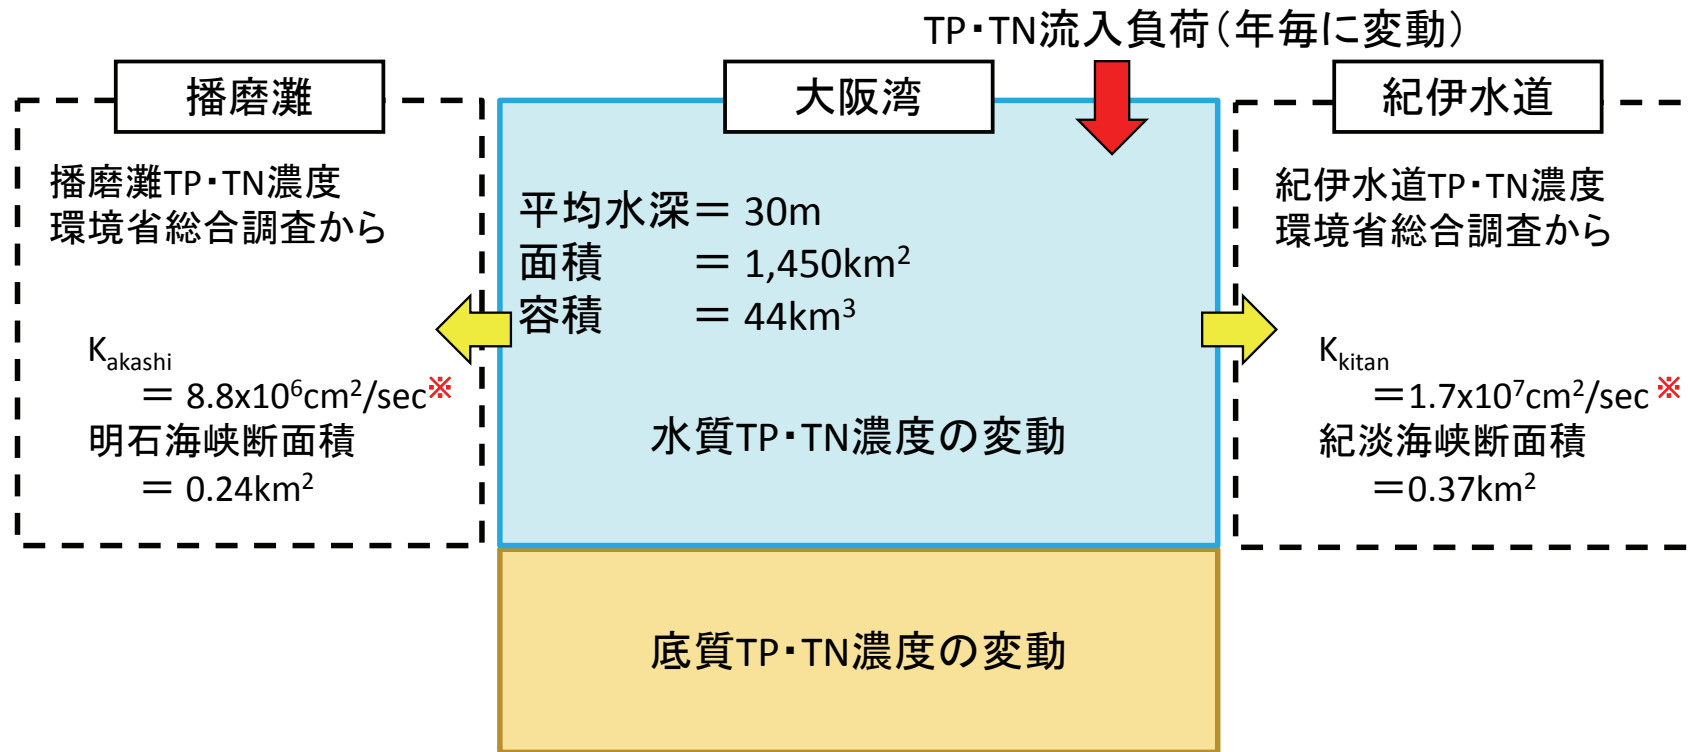 TP・TN流入負荷(年毎に変動)
播磨灘
大阪湾
紀伊水道
播磨灘TP・TN濃度
環境省総合調査から
K_akashi
= 8.8x10⁶cm²/sec※
明石海峡断面積
= 0.24km²
平均水深= 30m
面積 = 1,450km²
容積 = 44km³
水質TP・TN濃度の変動
紀伊水道TP・TN濃度
環境省総合調査から
K_kitan
=1.7x10⁷cm²/sec※
紀淡海峡断面積
=0.37km²
底質TP・TN濃度の変動